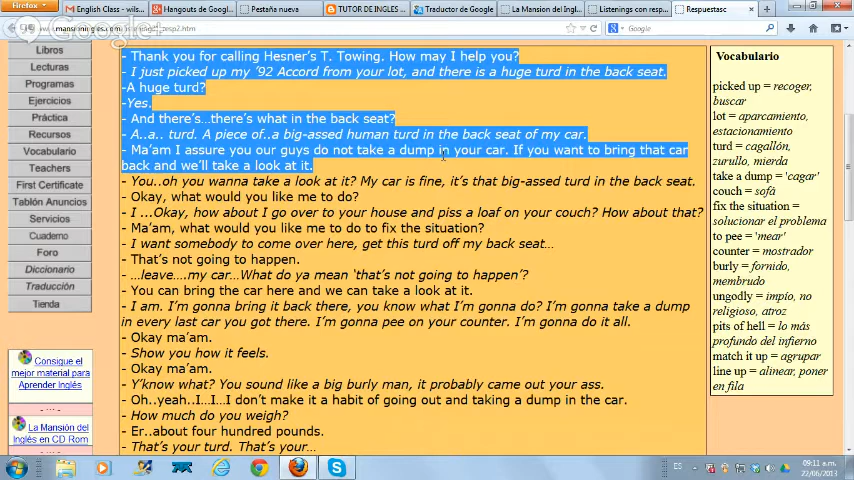 Firefox
English Class - wils...
Hangouts de Googl...
Pestaña nueva
TUTOR DE INGLES ...
Traductor de Google
La Mansion del Ingl...
Listenings con resp...
Respuestasc
Google+
www.mansioningles.com
Google
Libros
Lecturas
Programas
Ejercicios
Práctica
Recursos
Vocabulario
Teachers
First Certificate
Tablón Anuncios
Servicios
Cuaderno
Foro
Diccionario
Traducción
Tienda
Consigue el mejor material para Aprender Inglés
La Mansión del Inglés en CD Rom
- Thank you for calling Hesner's T. Towing. How may I help you?
- I just picked up my '92 Accord from your lot, and there is a huge turd in the back seat.
-A huge turd?
-Yes.
- And there's…there's what in the back seat?
- A..a.. turd. A piece of..a big-assed human turd in the back seat of my car.
- Ma'am I assure you our guys do not take a dump in your car. If you want to bring that car
back and we'll take a look at it.
- You..oh you wanna take a look at it? My car is fine, it's that big-assed turd in the back seat.
- Okay, what would you like me to do?
- I ...Okay, how about I go over to your house and piss a loaf on your couch? How about that?
- Ma'am, what would you like me to do to fix the situation?
- I want somebody to come over here, get this turd off my back seat…
- That's not going to happen.
- …leave….my car…What do ya mean 'that's not going to happen'?
- You can bring the car here and we can take a look at it.
- I am. I'm gonna bring it back there, you know what I'm gonna do? I'm gonna take a dump
in every last car you got there. I'm gonna pee on your counter. I'm gonna do it all.
- Okay ma'am.
- Show you how it feels.
- Okay ma'am.
- Y'know what? You sound like a big burly man, it probably came out your ass.
- Oh..yeah..I…I…I don't make it a habit of going out and taking a dump in the car.
- How much do you weigh?
- Er..about four hundred pounds.
- That's your turd. That's your…
Vocabulario
picked up = recoger,
buscar
lot = aparcamiento,
estacionamiento
turd = cagallón,
zurullo, mierda
take a dump = 'cagar'
couch = sofá
fix the situation =
solucionar el problema
to pee = 'mear'
counter = mostrador
burly = fornido,
membrudo
ungodly = impío, no
religioso, atroz
pits of hell = lo más
profundo del infierno
match it up = agrupar
line up = alinear, poner
en fila
ES
09:11 a.m.
22/06/2013